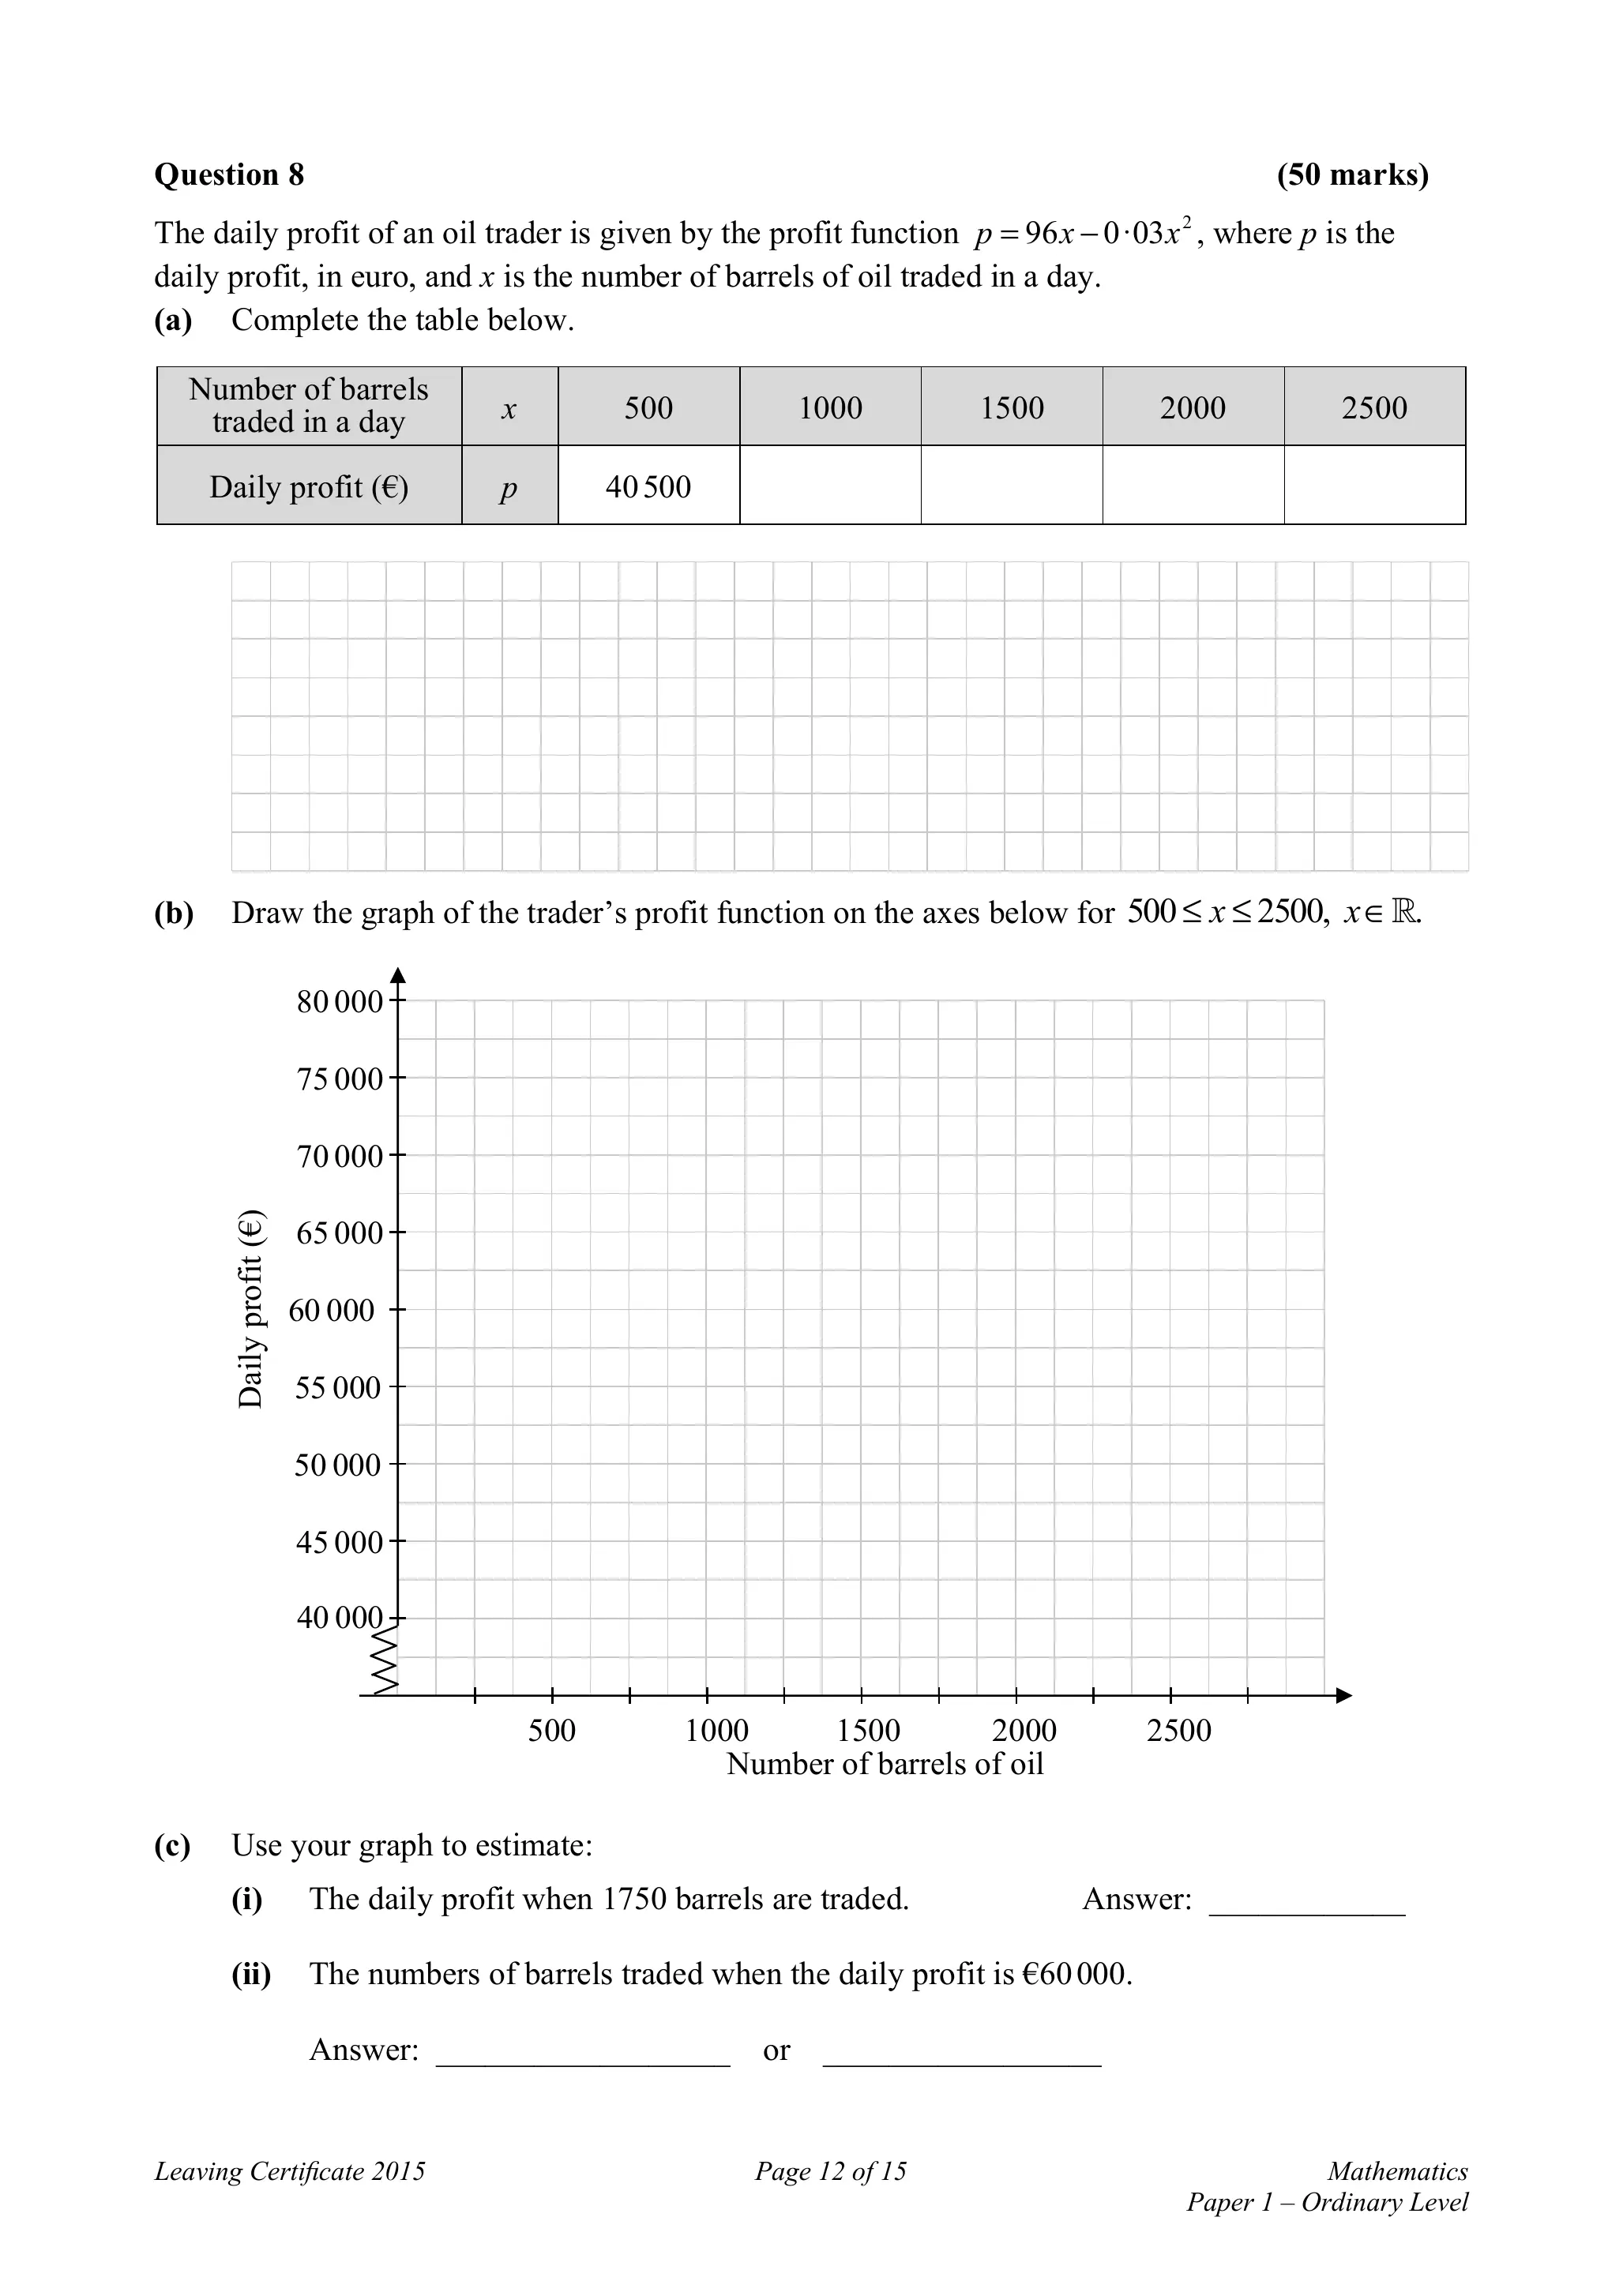 Question 8 (50 marks)
The daily profit of an oil trader is given by the profit function p = 96x − 0·03x², where p is the
daily profit, in euro, and x is the number of barrels of oil traded in a day.
(a) Complete the table below.
Number of barrels
traded in a day x 500 1000 1500 2000 2500
Daily profit (€) p 40 500
(b) Draw the graph of the trader’s profit function on the axes below for 500 ≤ x ≤ 2500, x ∈ ℝ.
80 000
75 000
70 000
65 000
60 000
55 000
50 000
45 000
40 000
Daily profit (€)
500 1000 1500 2000 2500
Number of barrels of oil
(c) Use your graph to estimate:
(i) The daily profit when 1750 barrels are traded. Answer: ____________
(ii) The numbers of barrels traded when the daily profit is €60 000.
Answer: __________________ or _________________
Leaving Certificate 2015 Page 12 of 15 Mathematics
Paper 1 – Ordinary Level